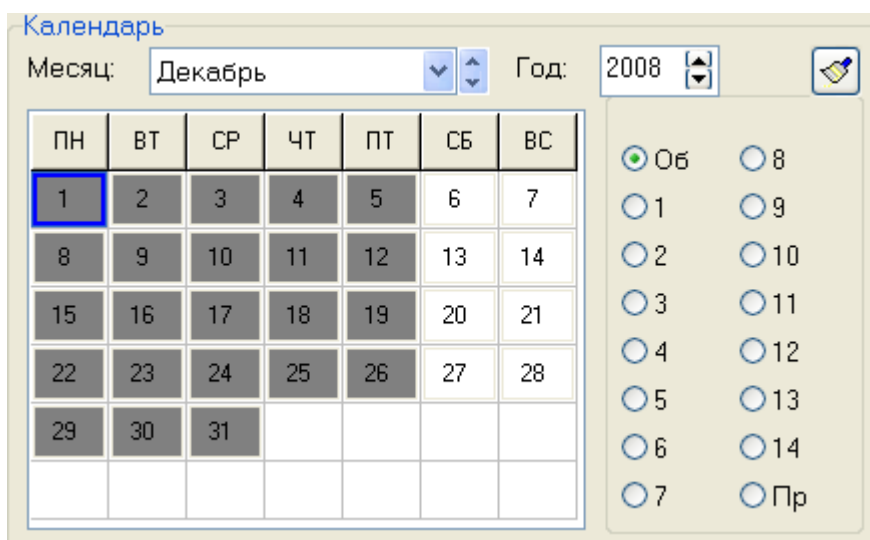 Календарь
Месяц: Декабрь Год: 2008
ПН ВТ СР ЧТ ПТ СБ ВС
1 2 3 4 5 6 7
8 9 10 11 12 13 14
15 16 17 18 19 20 21
22 23 24 25 26 27 28
29 30 31
Об 8
1 9
2 10
3 11
4 12
5 13
6 14
7 Пр